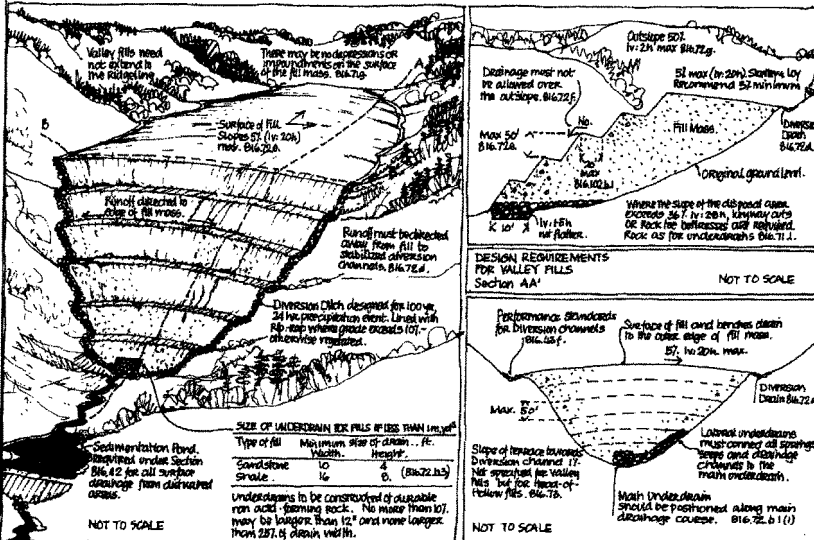 Valley fills need
not extend to
the Ridgeline
There may be no depressions or
impoundments on the surface
of the fill mass. 816.71g.
A
B
Surface of Fill
Slopes 5% (1v:20h)
max. 816.72g.
Runoff directed to
edge of fill mass.
Runoff must be directed
away from fill to
stabilized diversion
channels. 816.72d.
Diversion Ditch designed for 100 yr,
24 hr precipitation event. Lined with
Rip-rap where grade exceeds 10%-
otherwise vegetated.
SIZE OF UNDERDRAIN FOR FILLS IF LESS THAN 1m.yd³
Type of fill Minimum size of drain.. ft.
Width. Height.
Sandstone 10 4
Shale. 16 8. (816.72.b.3)
Underdrains to be constructed of durable
non acid-forming rock. No more than 10%
may be larger than 12" and none larger
than 25% of drain width.
Sedimentation Pond.
Required under Section
816.42 for all surface
drainage from disturbed
areas.
NOT TO SCALE
Outslope 50%
1v:2h max 816.72g.
Drainage must not
be allowed over
the outslope. 816.72f.
5% max (1v:20h)
Recommend 3% minimum
No.
Max 50'
816.72g.
Fill Mass.
Diversion
Ditch
816.72d.
20'
max
816.102.b.1
Original ground level.
10'
1v:5h
not flatter.
Where the slope of the disposal area
exceeds 36% 1v:2.8h, keyway cuts
or Rock toe buttresses are required.
Rock as for underdrains 816.71.i.
DESIGN REQUIREMENTS
FOR VALLEY FILLS
Section AA'
NOT TO SCALE
Performance Standards
for Diversion channels
816.43f.
Surface of fill and benches drain
to the outer edge of fill mass.
5%. 1v:20h. max.
Max. 50'
Diversion
Drain 816.72d.
Slope of terrace towards
Diversion channel 1%.
Not specified for Valley
fills but for Head-of-
Hollow fills. 816.73.
Lateral underdrains
must connect all springs
seeps and drainage
channels to the
main underdrain.
Main Underdrain
should be positioned along main
drainage course. 816.72.b.1(i)
NOT TO SCALE